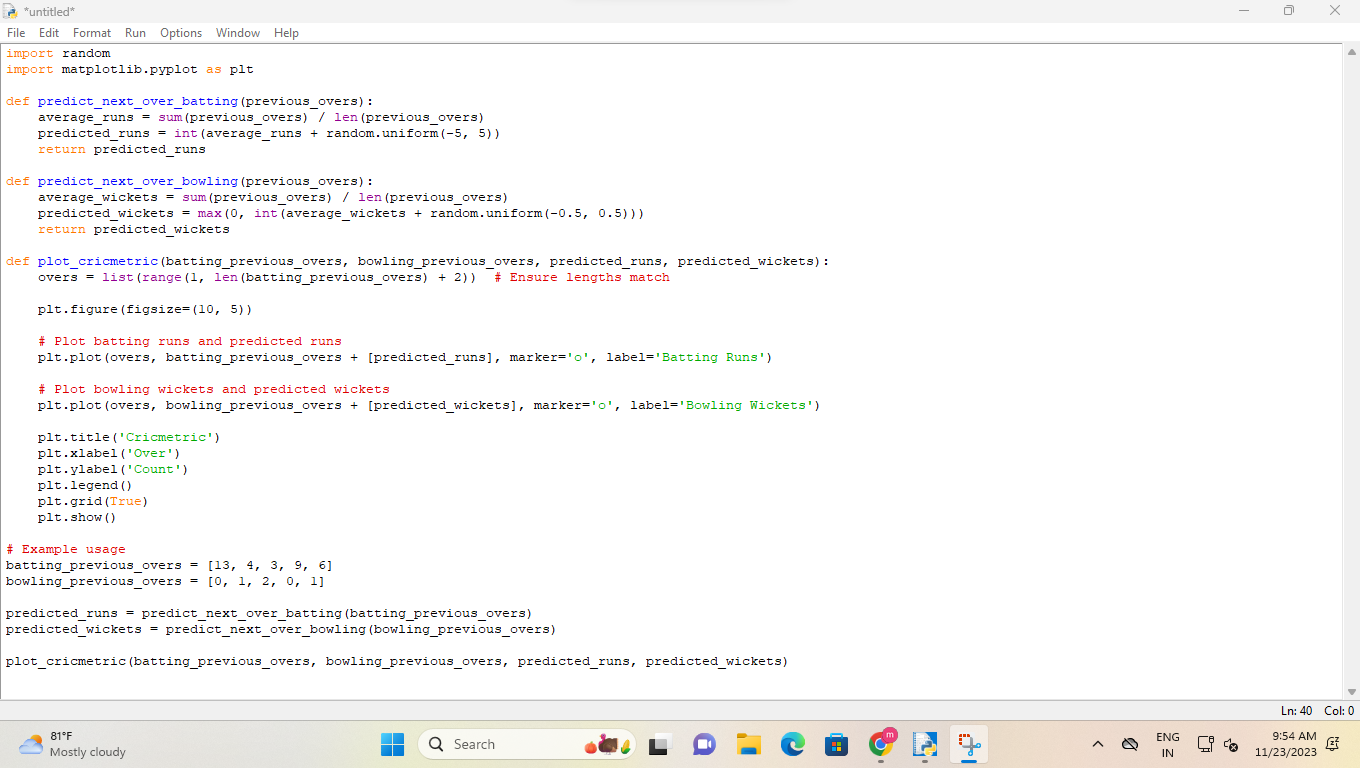 *untitled*
File Edit Format Run Options Window Help
import random
import matplotlib.pyplot as plt

def predict_next_over_batting(previous_overs):
    average_runs = sum(previous_overs) / len(previous_overs)
    predicted_runs = int(average_runs + random.uniform(-5, 5))
    return predicted_runs

def predict_next_over_bowling(previous_overs):
    average_wickets = sum(previous_overs) / len(previous_overs)
    predicted_wickets = max(0, int(average_wickets + random.uniform(-0.5, 0.5)))
    return predicted_wickets

def plot_cricmetric(batting_previous_overs, bowling_previous_overs, predicted_runs, predicted_wickets):
    overs = list(range(1, len(batting_previous_overs) + 2))  # Ensure lengths match

    plt.figure(figsize=(10, 5))

    # Plot batting runs and predicted runs
    plt.plot(overs, batting_previous_overs + [predicted_runs], marker='o', label='Batting Runs')

    # Plot bowling wickets and predicted wickets
    plt.plot(overs, bowling_previous_overs + [predicted_wickets], marker='o', label='Bowling Wickets')

    plt.title('Cricmetric')
    plt.xlabel('Over')
    plt.ylabel('Count')
    plt.legend()
    plt.grid(True)
    plt.show()

# Example usage
batting_previous_overs = [13, 4, 3, 9, 6]
bowling_previous_overs = [0, 1, 2, 0, 1]

predicted_runs = predict_next_over_batting(batting_previous_overs)
predicted_wickets = predict_next_over_bowling(bowling_previous_overs)

plot_cricmetric(batting_previous_overs, bowling_previous_overs, predicted_runs, predicted_wickets)
Ln: 40 Col: 0
81°F
Mostly cloudy
Search
m
ENG
IN
9:54 AM
11/23/2023